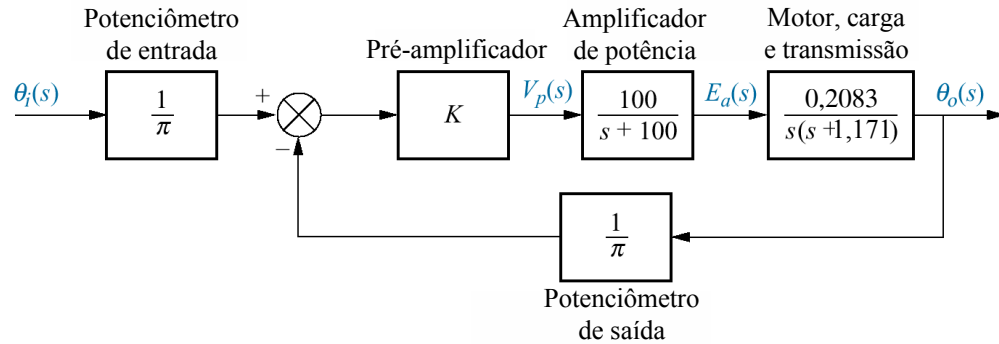 Potenciômetro
de entrada
Pré-amplificador
Amplificador
de potência
Motor, carga
e transmissão
θi(s)
1
π
+
−
K
Vp(s)
100
s + 100
Ea(s)
0,2083
s(s+1,171)
θo(s)
1
π
Potenciômetro
de saída